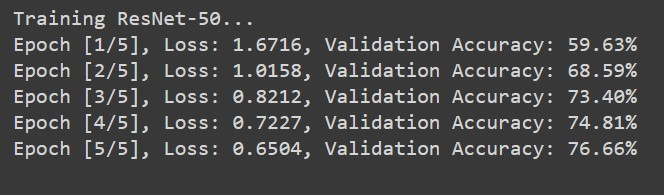 Training ResNet-50...
Epoch [1/5], Loss: 1.6716, Validation Accuracy: 59.63%
Epoch [2/5], Loss: 1.0158, Validation Accuracy: 68.59%
Epoch [3/5], Loss: 0.8212, Validation Accuracy: 73.40%
Epoch [4/5], Loss: 0.7227, Validation Accuracy: 74.81%
Epoch [5/5], Loss: 0.6504, Validation Accuracy: 76.66%